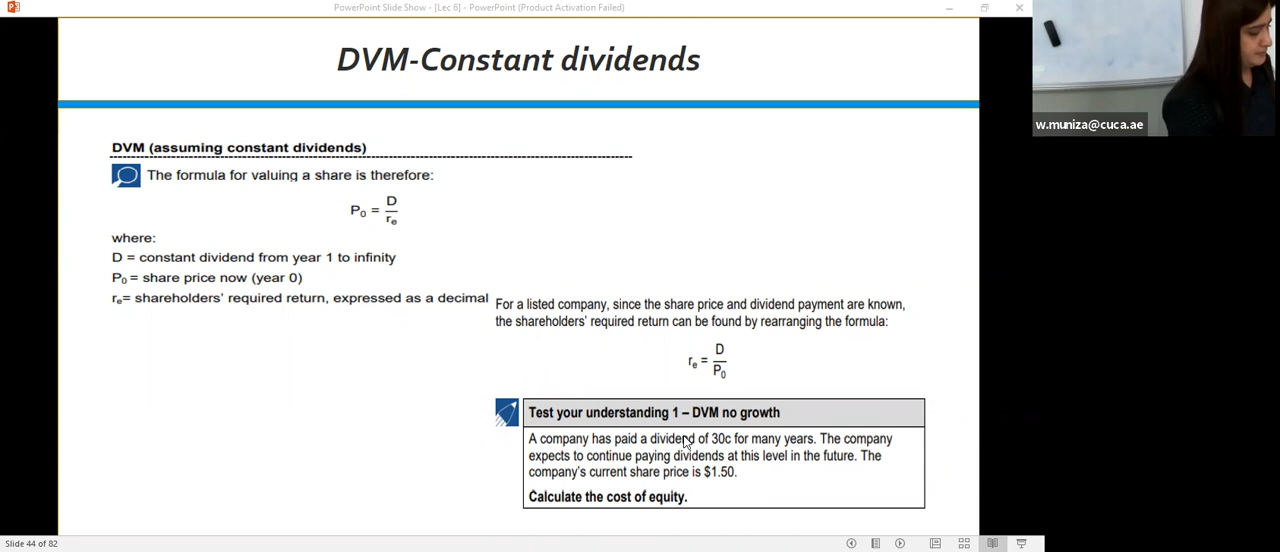 PowerPoint Slide Show - [Lec 6] - PowerPoint (Product Activation Failed)
DVM-Constant dividends
w.muniza@cuca.ae
DVM (assuming constant dividends)
The formula for valuing a share is therefore:
P₀ = D / rₑ
where:
D = constant dividend from year 1 to infinity
P₀ = share price now (year 0)
rₑ= shareholders' required return, expressed as a decimal
For a listed company, since the share price and dividend payment are known,
the shareholders' required return can be found by rearranging the formula:
rₑ = D / P₀
Test your understanding 1 – DVM no growth
A company has paid a dividend of 30c for many years. The company
expects to continue paying dividends at this level in the future. The
company's current share price is $1.50.
Calculate the cost of equity.
Slide 44 of 82